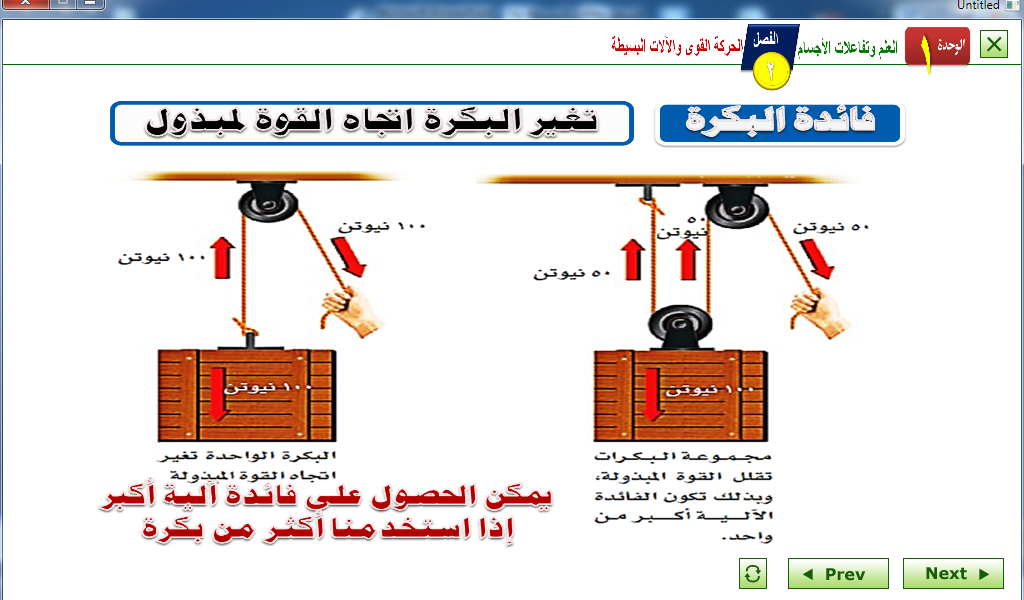 Untitled
الوحدة ١
العلم وتفاعلات الأجسام
الفصل ٢
الحركة القوى والآلات البسيطة
فائدة البكرة
تغير البكرة اتجاه القوة لمبذول
٥٠ نيوتن
٥٠ نيوتن
٥٠ نيوتن
١٠٠ نيوتن
مجموعة البكرات
تقلل القوة المبذولة،
وبذلك تكون الفائدة
الآلية أكبر من
واحد.
١٠٠ نيوتن
١٠٠ نيوتن
١٠٠ نيوتن
البكرة الواحدة تغير
اتجاه القوة المبذولة
يمكن الحصول على فائدة آلية أكبر
إذا استخدمنا أكثر من بكرة
Prev
Next